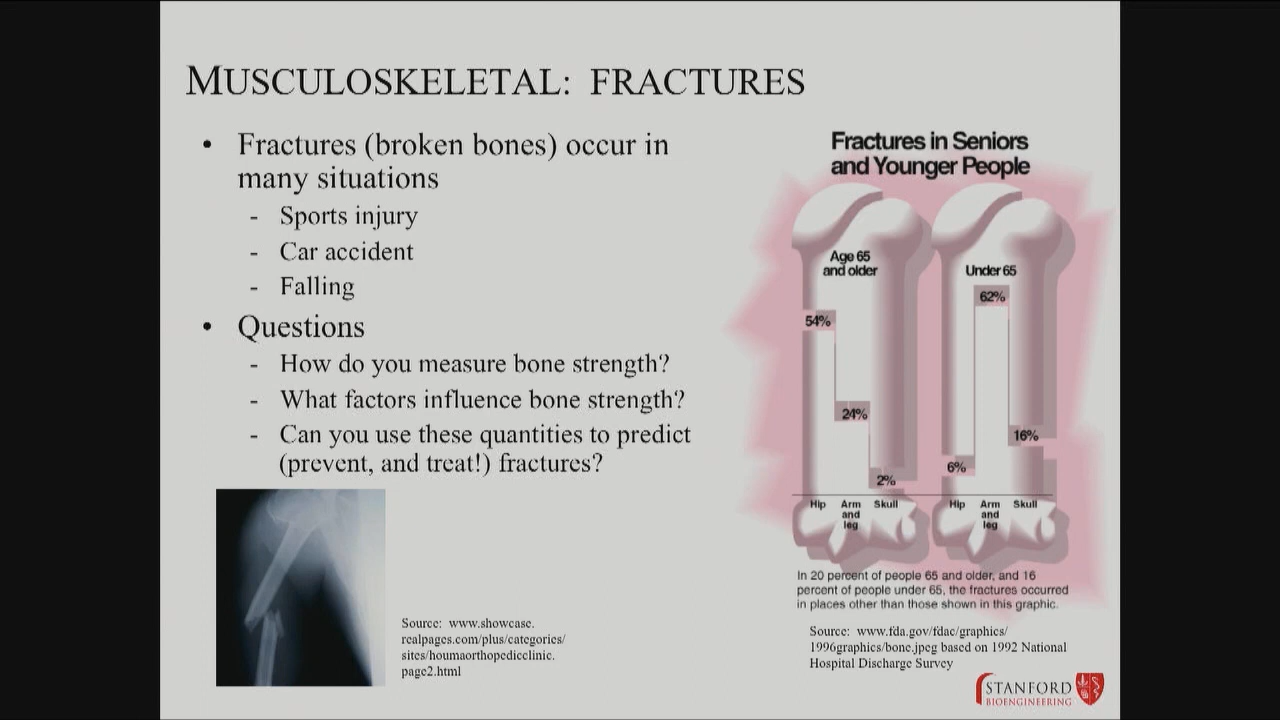 MUSCULOSKELETAL: FRACTURES
• Fractures (broken bones) occur in
many situations
- Sports injury
- Car accident
- Falling
• Questions
- How do you measure bone strength?
- What factors influence bone strength?
- Can you use these quantities to predict
(prevent, and treat!) fractures?
Source: www.showcase.
realpages.com/plus/categories/
sites/houmaorthopedicclinic.
page2.html
Fractures in Seniors
and Younger People
Age 65
and older
54%
24%
2%
Hip Arm and leg Skull
Under 65
62%
16%
6%
Hip Arm and leg Skull
In 20 percent of people 65 and older, and 16
percent of people under 65, the fractures occurred
in places other than those shown in this graphic.
Source: www.fda.gov/fdac/graphics/
1996graphics/bone.jpeg based on 1992 National
Hospital Discharge Survey
STANFORD
BIOENGINEERING